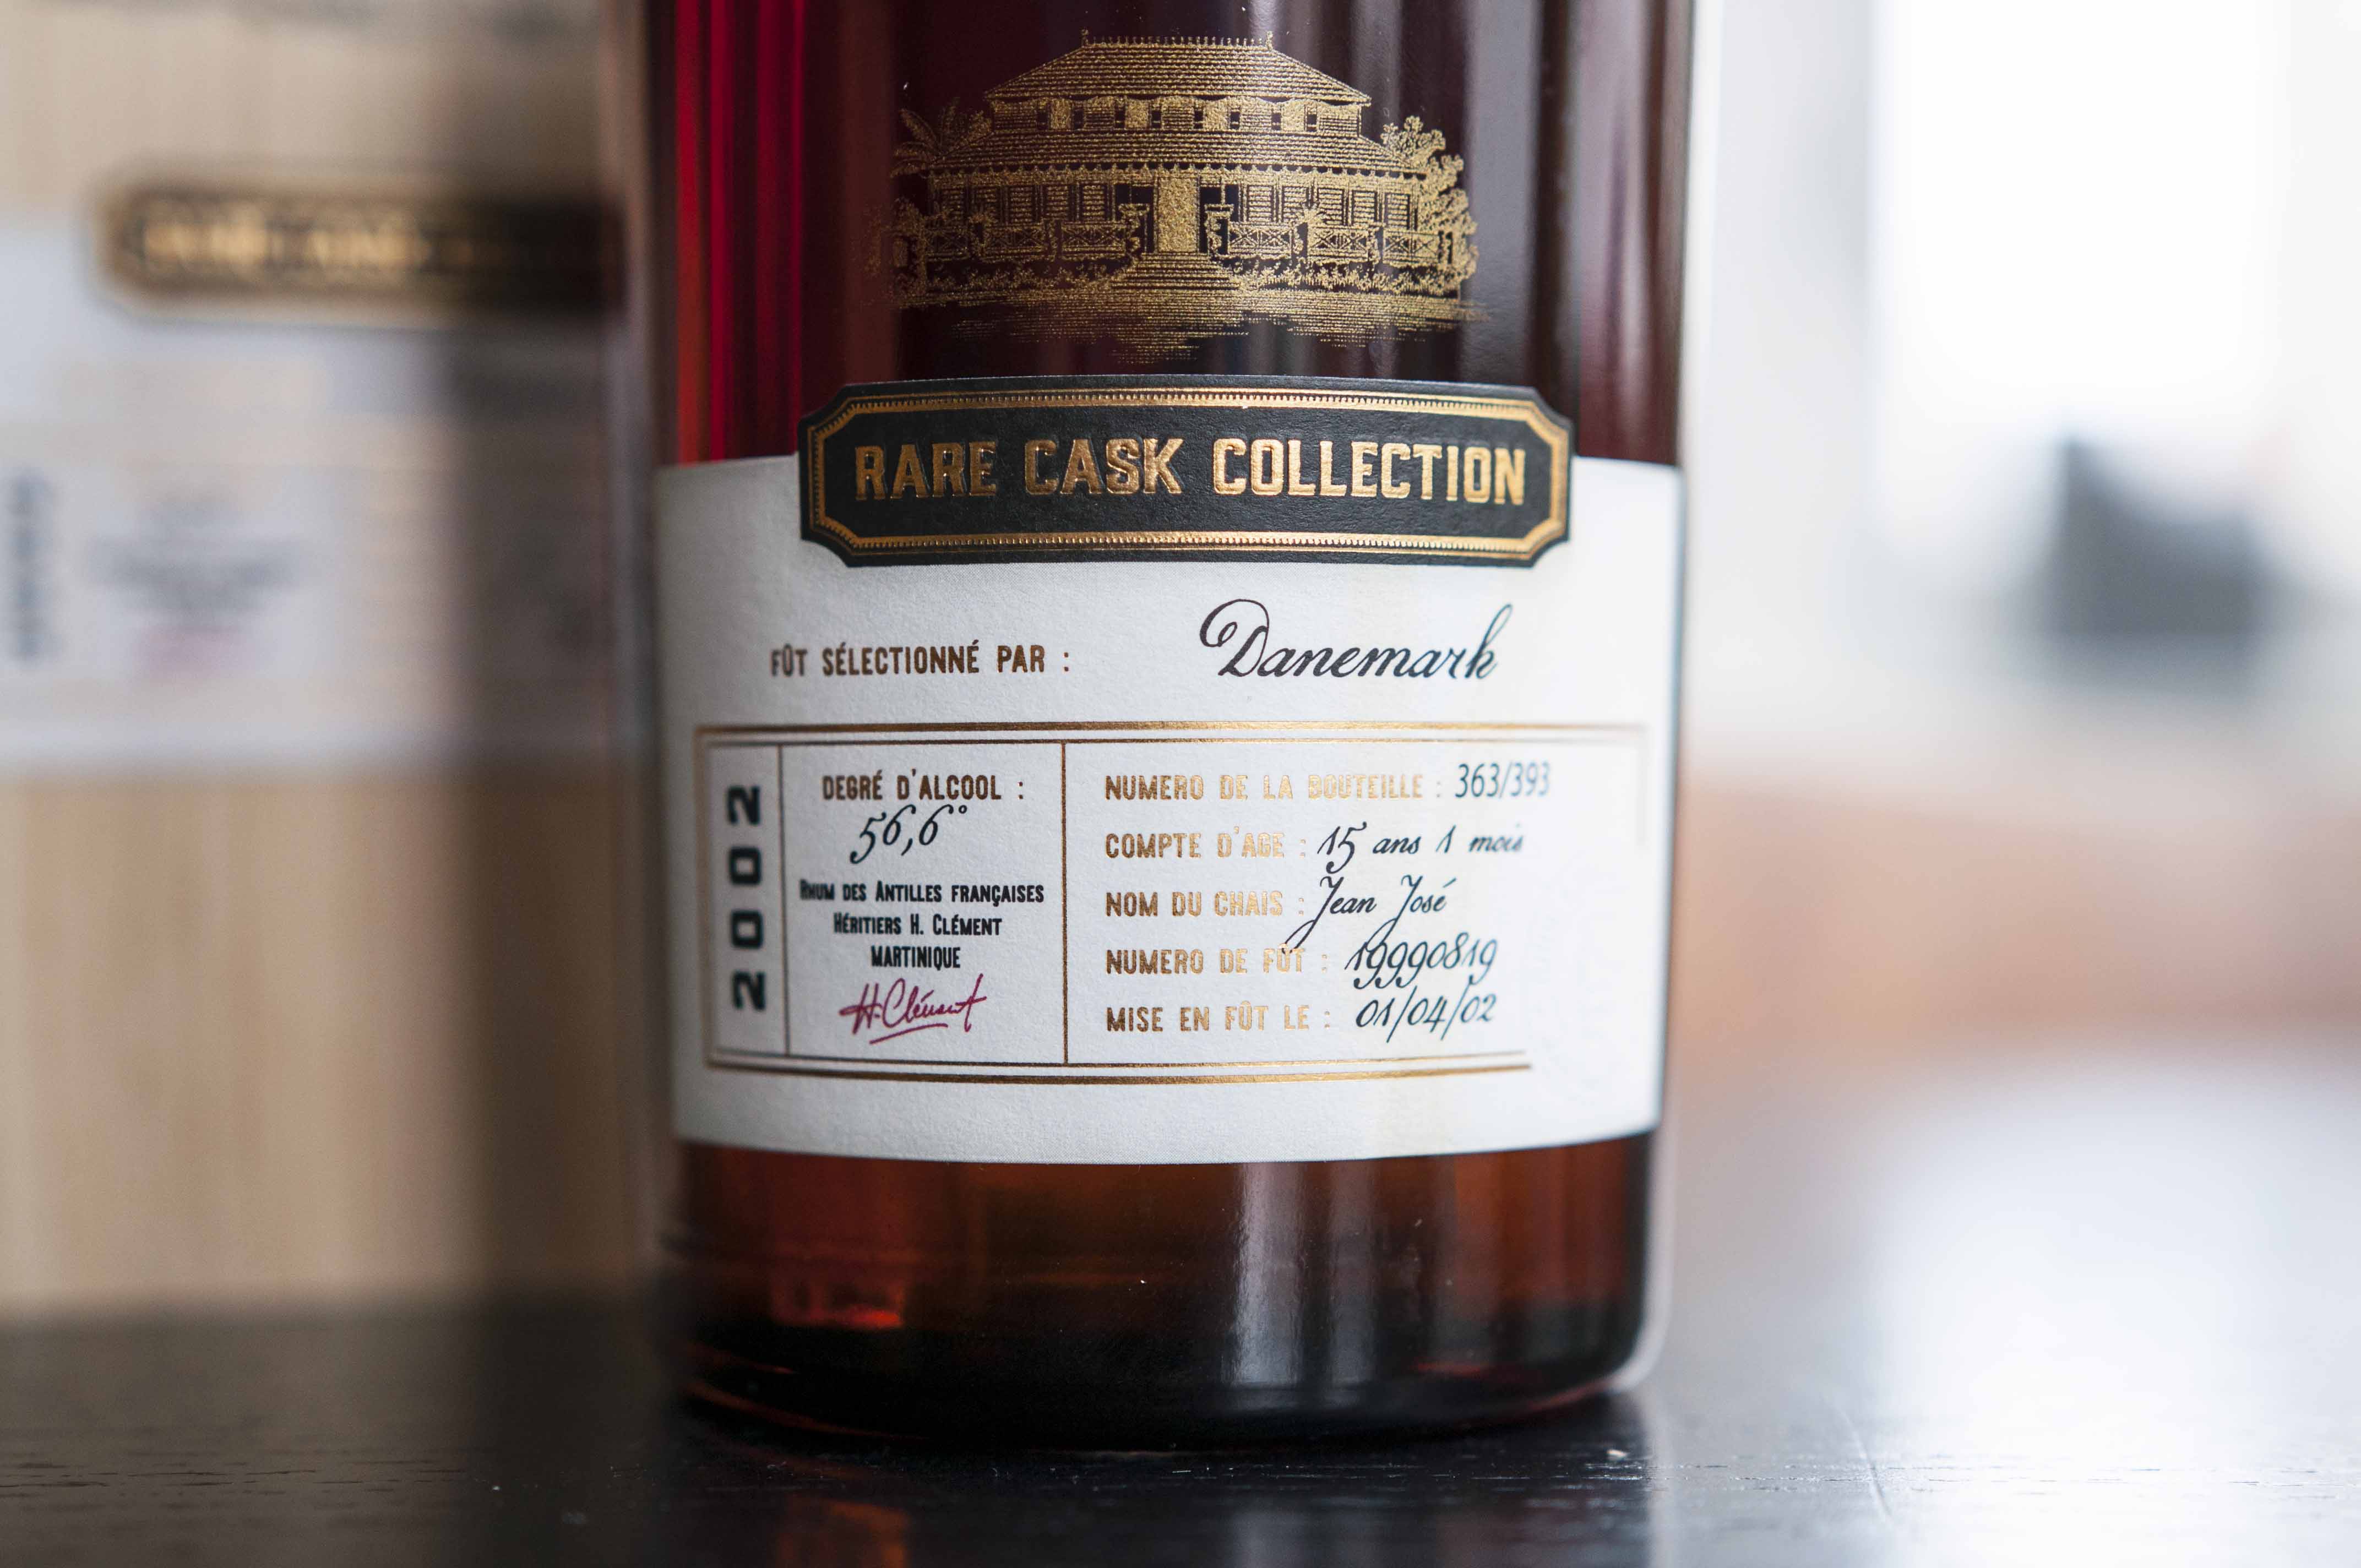 RARE CASK COLLECTION
FÛT SÉLECTIONNÉ PAR : Danemark
2002
DEGRÉ D'ALCOOL :
56,6°
RHUM DES ANTILLES FRANÇAISES
HÉRITIERS H. CLÉMENT
MARTINIQUE
H. Clément
NUMERO DE LA BOUTEILLE : 363/393
COMPTE D'AGE : 15 ans 1 mois
NOM DU CHAIS : Jean José
NUMERO DE FÛT : 19990819
MISE EN FÛT LE : 01/04/02